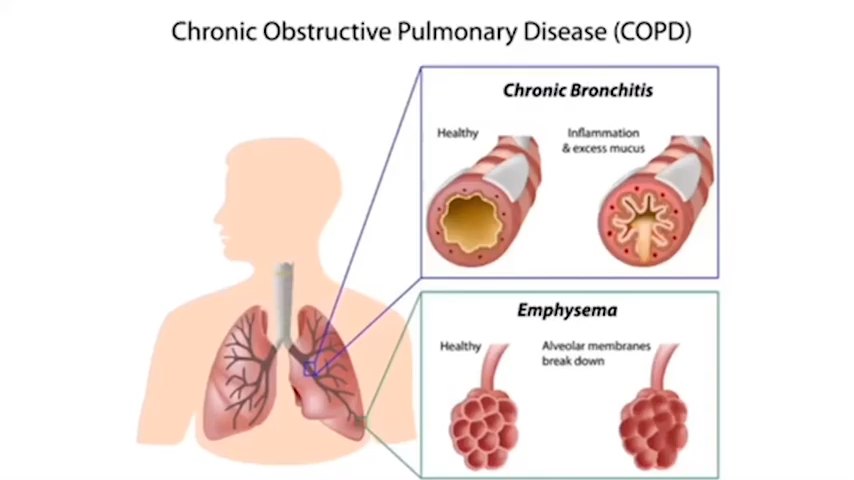 Chronic Obstructive Pulmonary Disease (COPD)
Chronic Bronchitis
Healthy
Inflammation
& excess mucus
Emphysema
Healthy
Alveolar membranes
break down